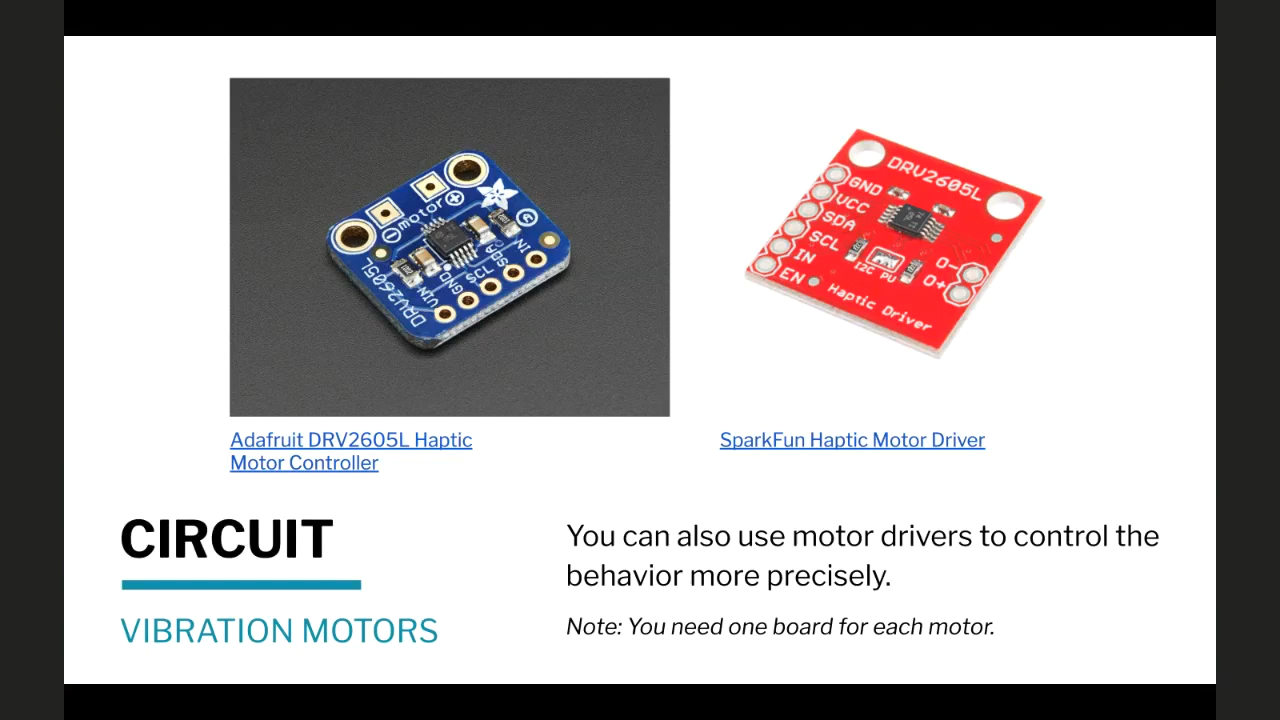 motor
DRV2605L
VIN
GND
SCL
SDA
IN
DRV2605L
GND
VCC
SDA
SCL
IN
EN
I2C PU
O-
O+
Haptic Driver
Adafruit DRV2605L Haptic
Motor Controller
SparkFun Haptic Motor Driver
CIRCUIT
VIBRATION MOTORS
You can also use motor drivers to control the
behavior more precisely.
Note: You need one board for each motor.